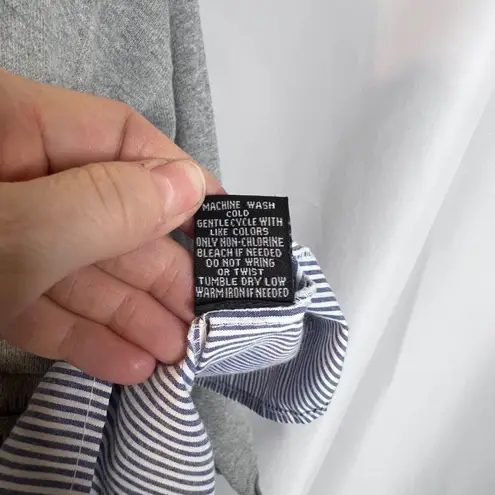 MACHINE WASH
COLD
GENTLE CYCLE WITH
LIKE COLORS
ONLY NON-CHLORINE
BLEACH IF NEEDED
DO NOT WRING
OR TWIST
TUMBLE DRY LOW
WARM IRON IF NEEDED